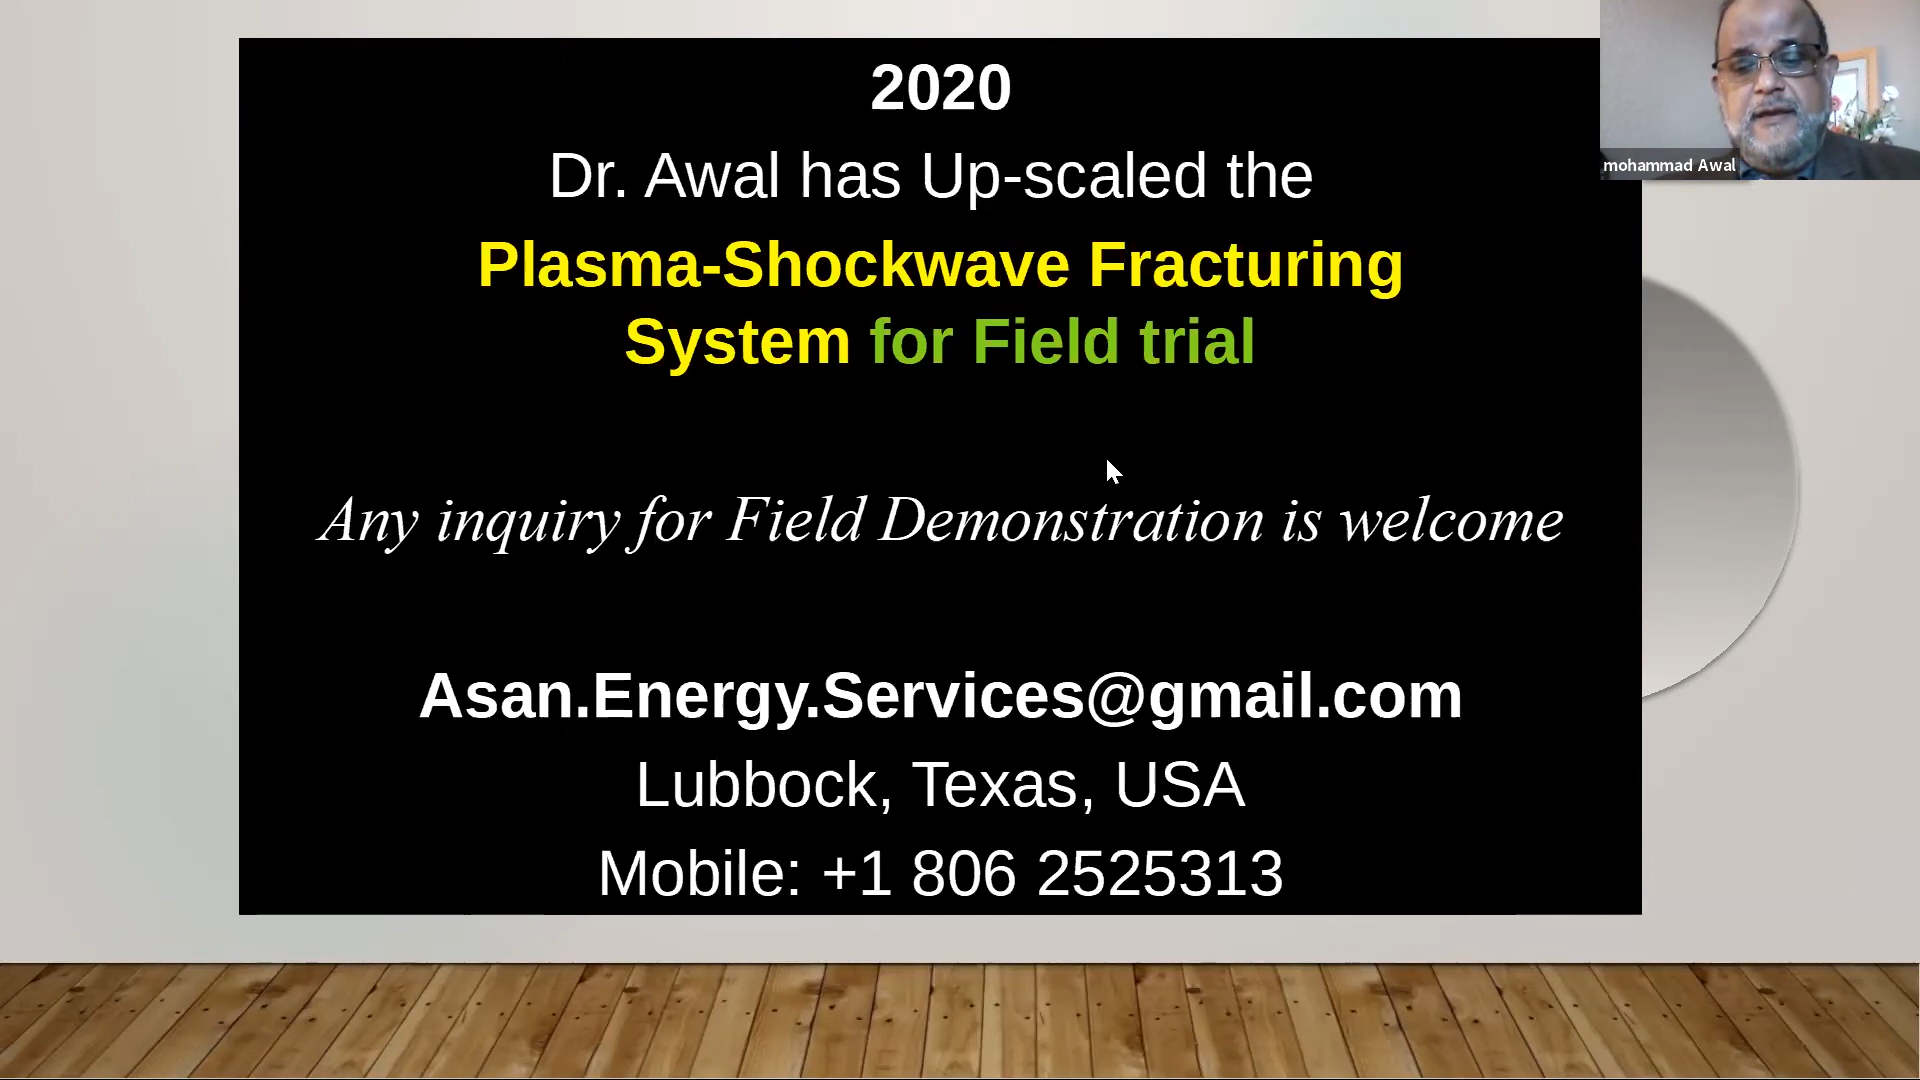 2020
Dr. Awal has Up-scaled the
Plasma-Shockwave Fracturing
System for Field trial
Any inquiry for Field Demonstration is welcome
Asan.Energy.Services@gmail.com
Lubbock, Texas, USA
Mobile: +1 806 2525313
mohammad Awal